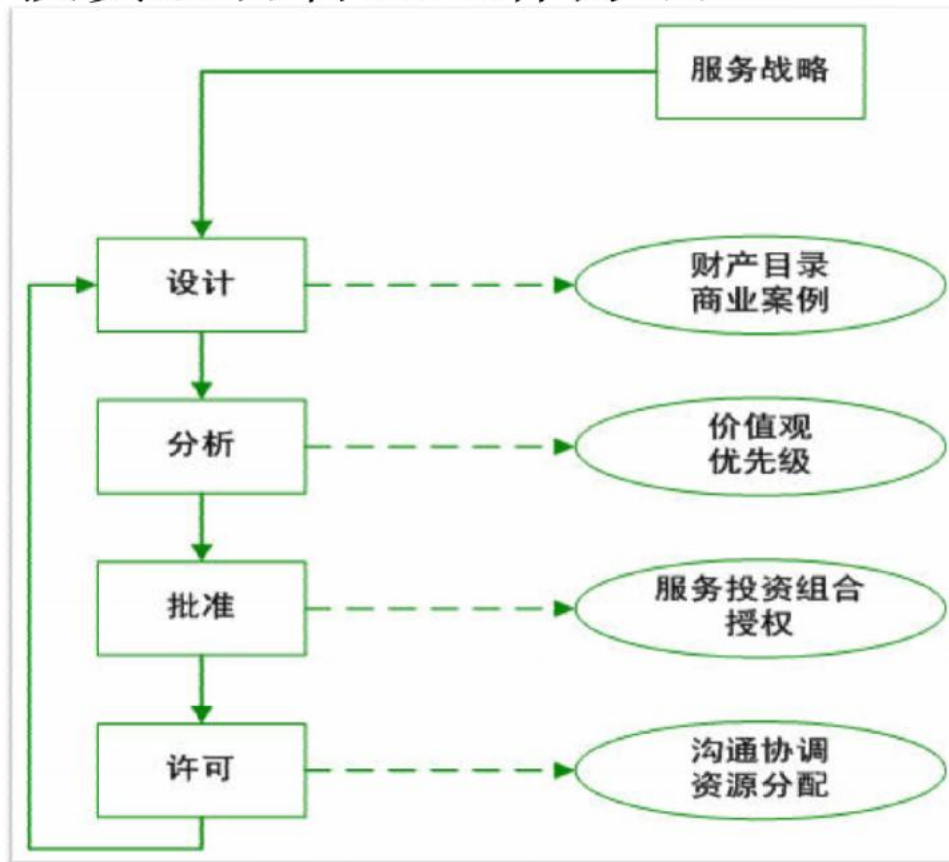 服务战略
设计
财产目录
商业案例
分析
价值观
优先级
批准
服务投资组合
授权
许可
沟通协调
资源分配